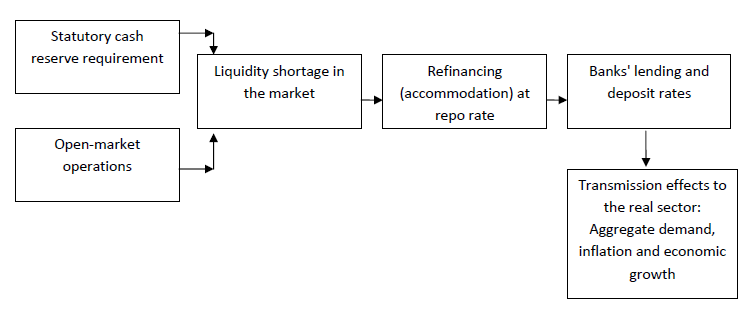 Statutory cash
reserve requirement
Open-market
operations
Liquidity shortage in
the market
Refinancing
(accommodation) at
repo rate
Banks' lending and
deposit rates
Transmission effects to
the real sector:
Aggregate demand,
inflation and economic
growth